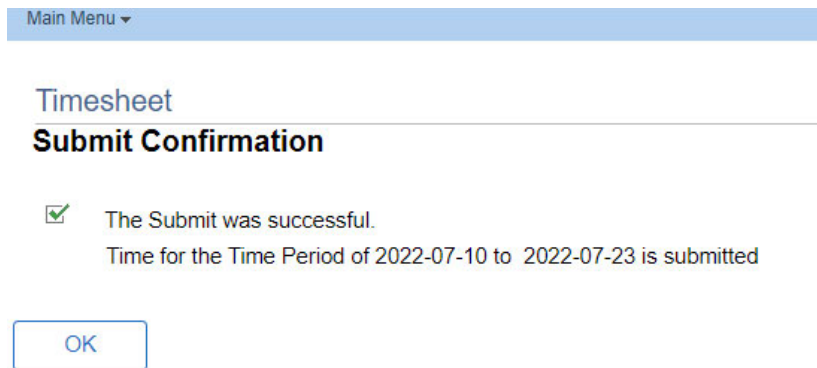 Main Menu
Timesheet
Submit Confirmation
The Submit was successful.
Time for the Time Period of 2022-07-10 to 2022-07-23 is submitted
OK